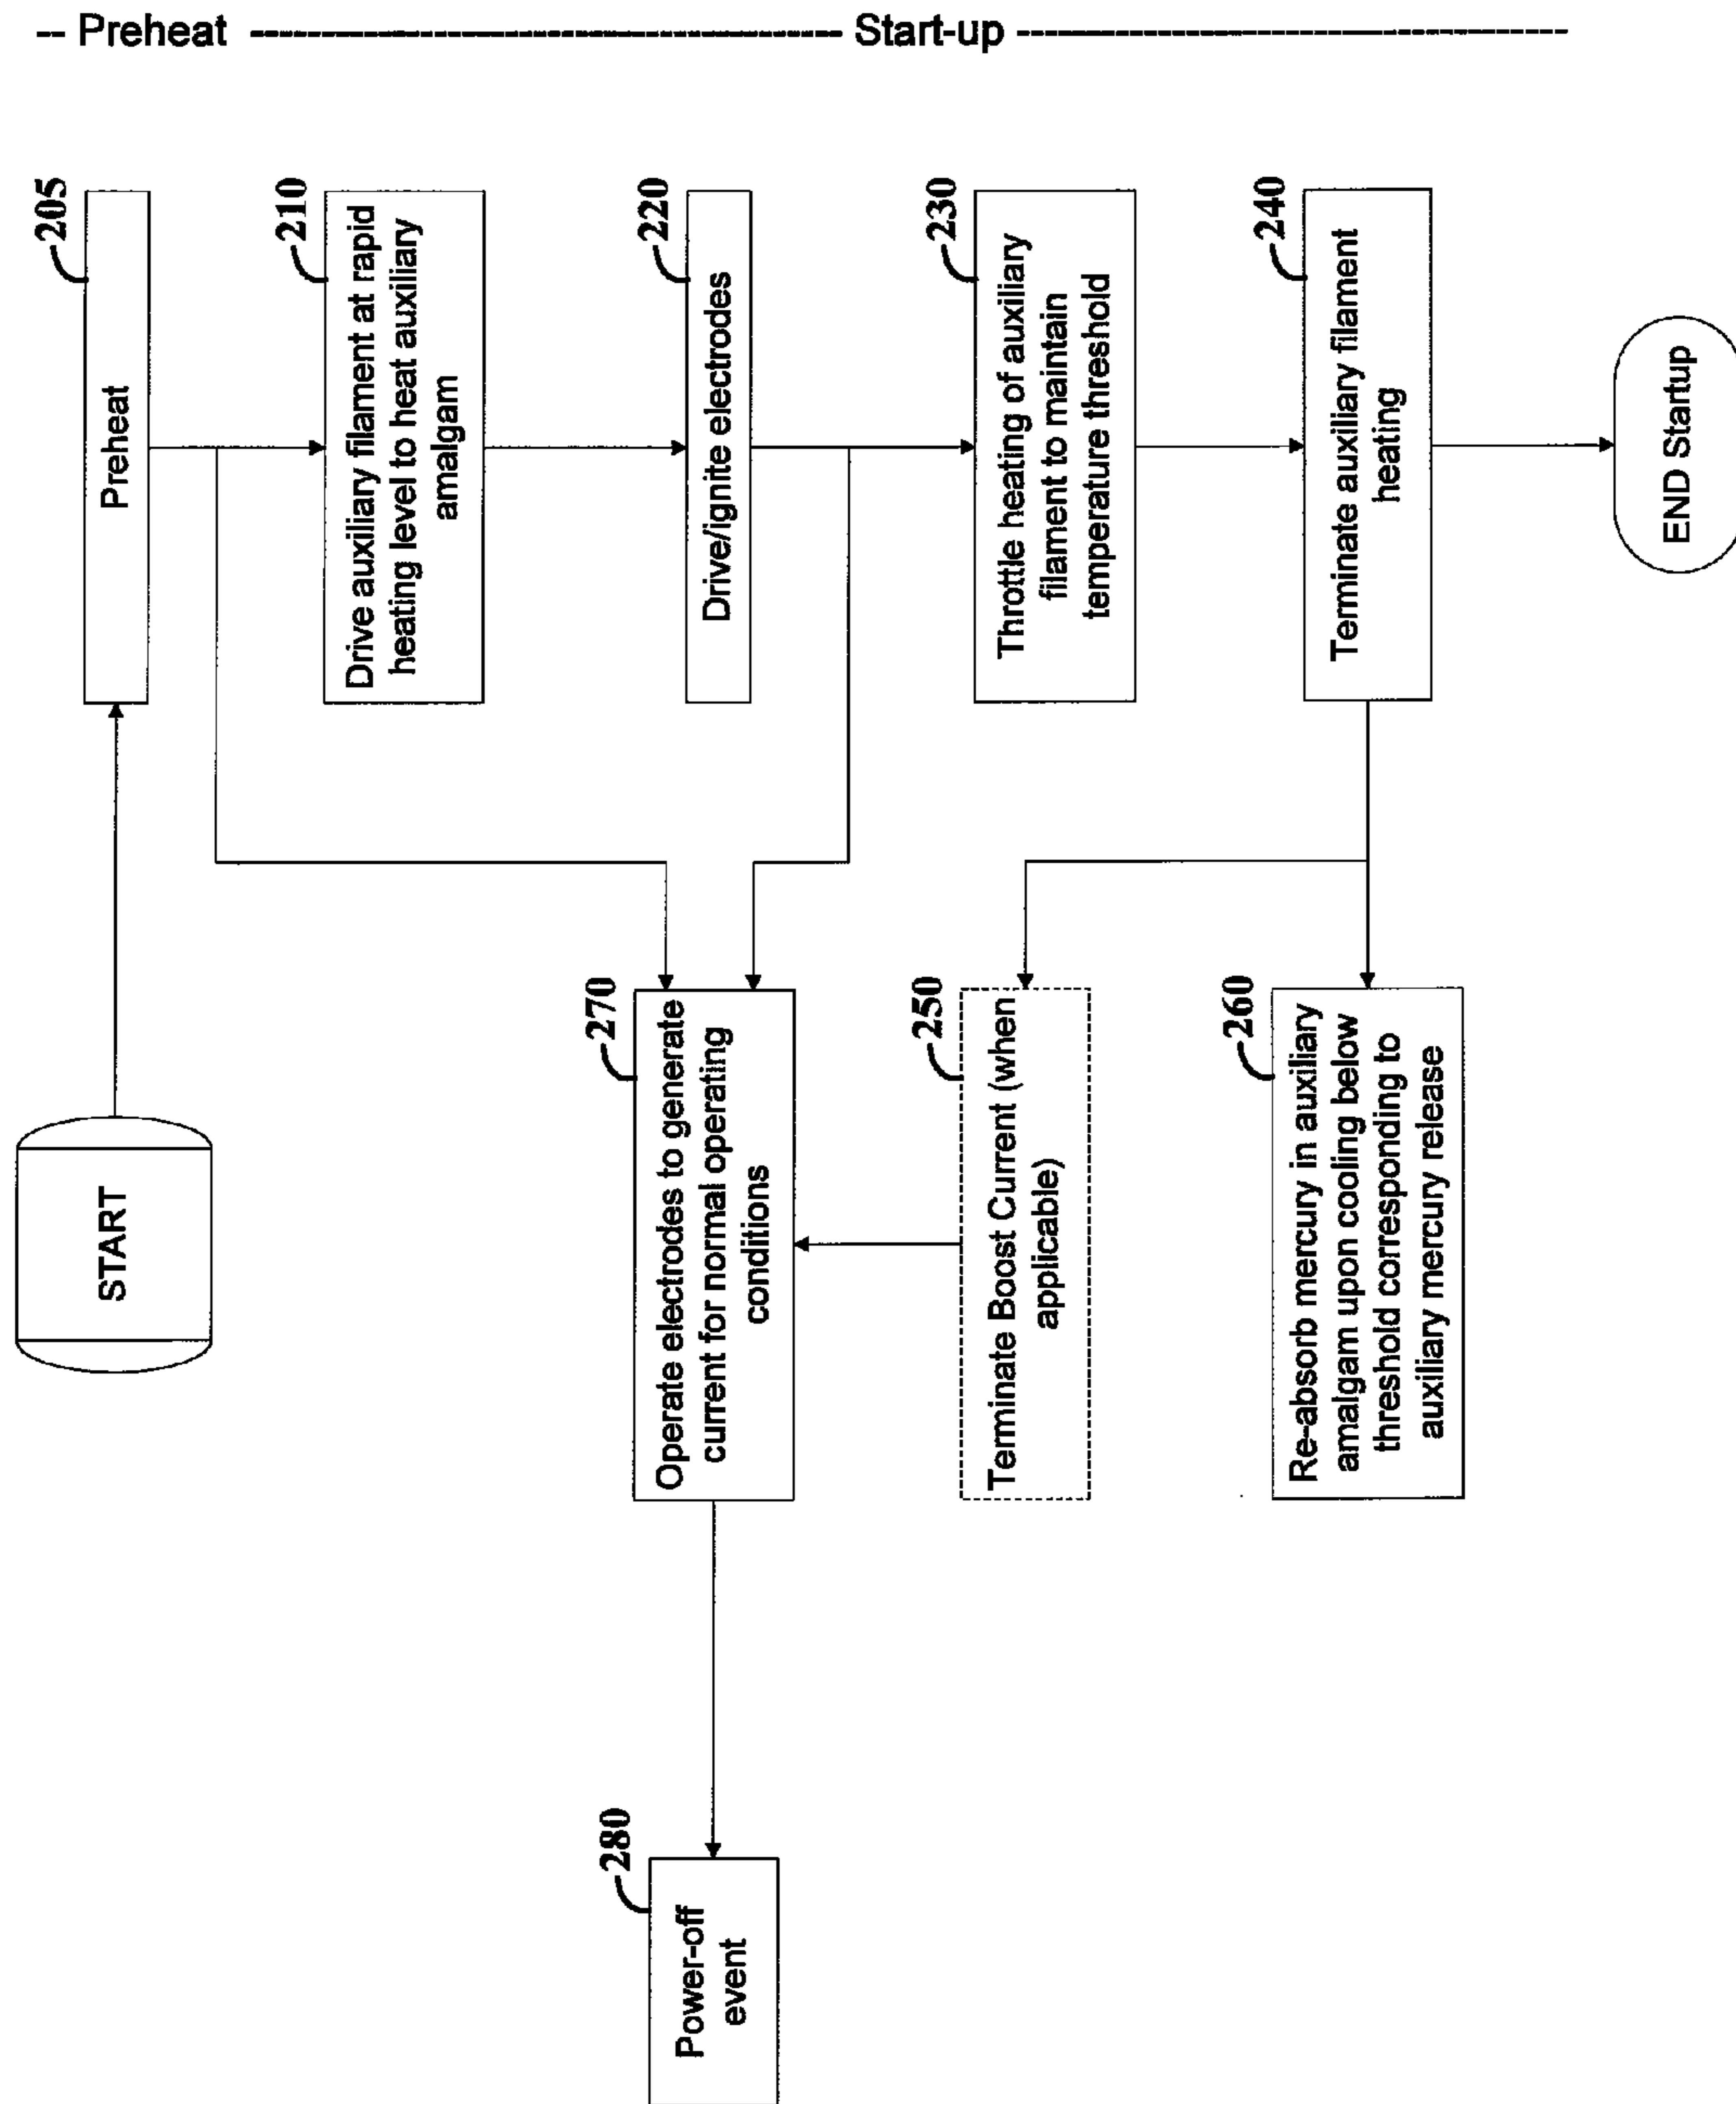 -- Preheat ---------------------------------------- Start-up -------------------------------------
START
205
Preheat
210
Drive auxiliary filament at rapid
heating level to heat auxiliary
amalgam
220
Drive/ignite electrodes
230
Throttle heating of auxiliary
filament to maintain
temperature threshold
240
Terminate auxiliary filament
heating
END Startup
270
Operate electrodes to generate
current for normal operating
conditions
250
Terminate Boost Current (when
applicable)
260
Re-absorb mercury in auxiliary
amalgam upon cooling below
threshold corresponding to
auxiliary mercury release
280
Power-off
event